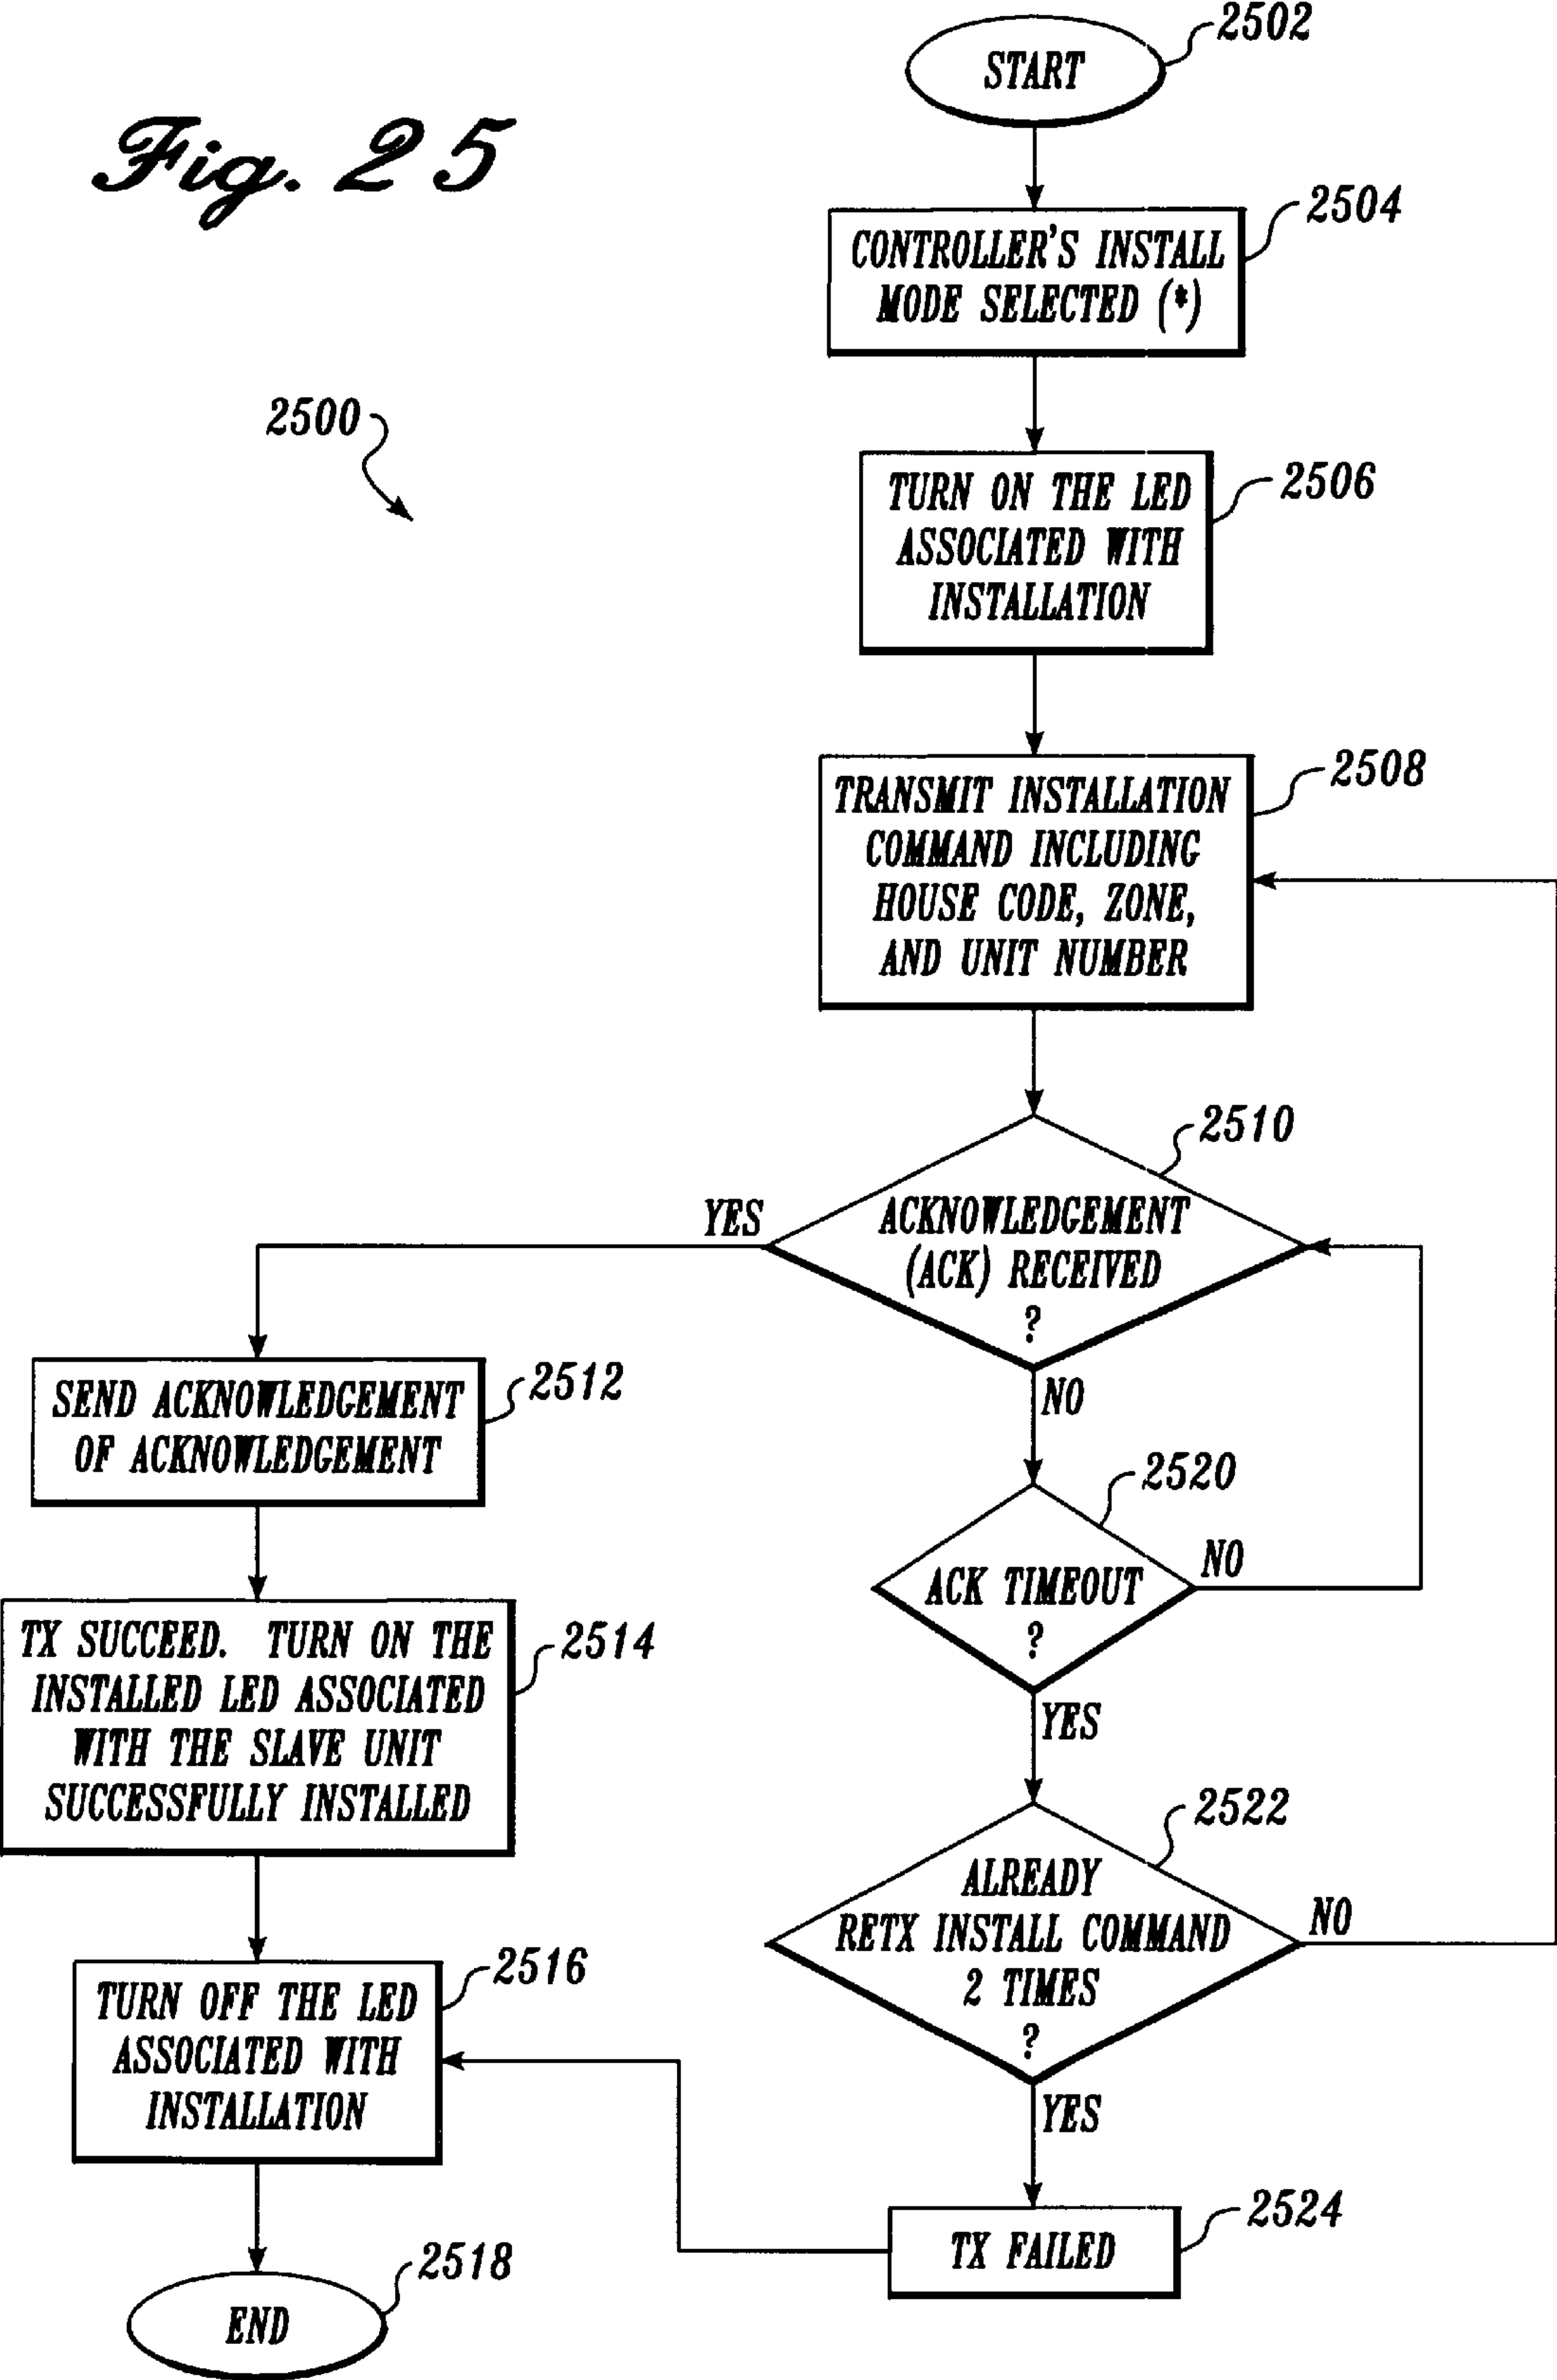 Fig. 25
2500
START
2502
CONTROLLER'S INSTALL
MODE SELECTED (*)
2504
TURN ON THE LED
ASSOCIATED WITH
INSTALLATION
2506
TRANSMIT INSTALLATION
COMMAND INCLUDING
HOUSE CODE, ZONE,
AND UNIT NUMBER
2508
ACKNOWLEDGEMENT
(ACK) RECEIVED
?
2510
YES
NO
SEND ACKNOWLEDGEMENT
OF ACKNOWLEDGEMENT
2512
TX SUCCEED. TURN ON THE
INSTALLED LED ASSOCIATED
WITH THE SLAVE UNIT
SUCCESSFULLY INSTALLED
2514
TURN OFF THE LED
ASSOCIATED WITH
INSTALLATION
2516
END
2518
ACK TIMEOUT
?
2520
NO
YES
ALREADY
RETX INSTALL COMMAND
2 TIMES
?
2522
NO
YES
TX FAILED
2524